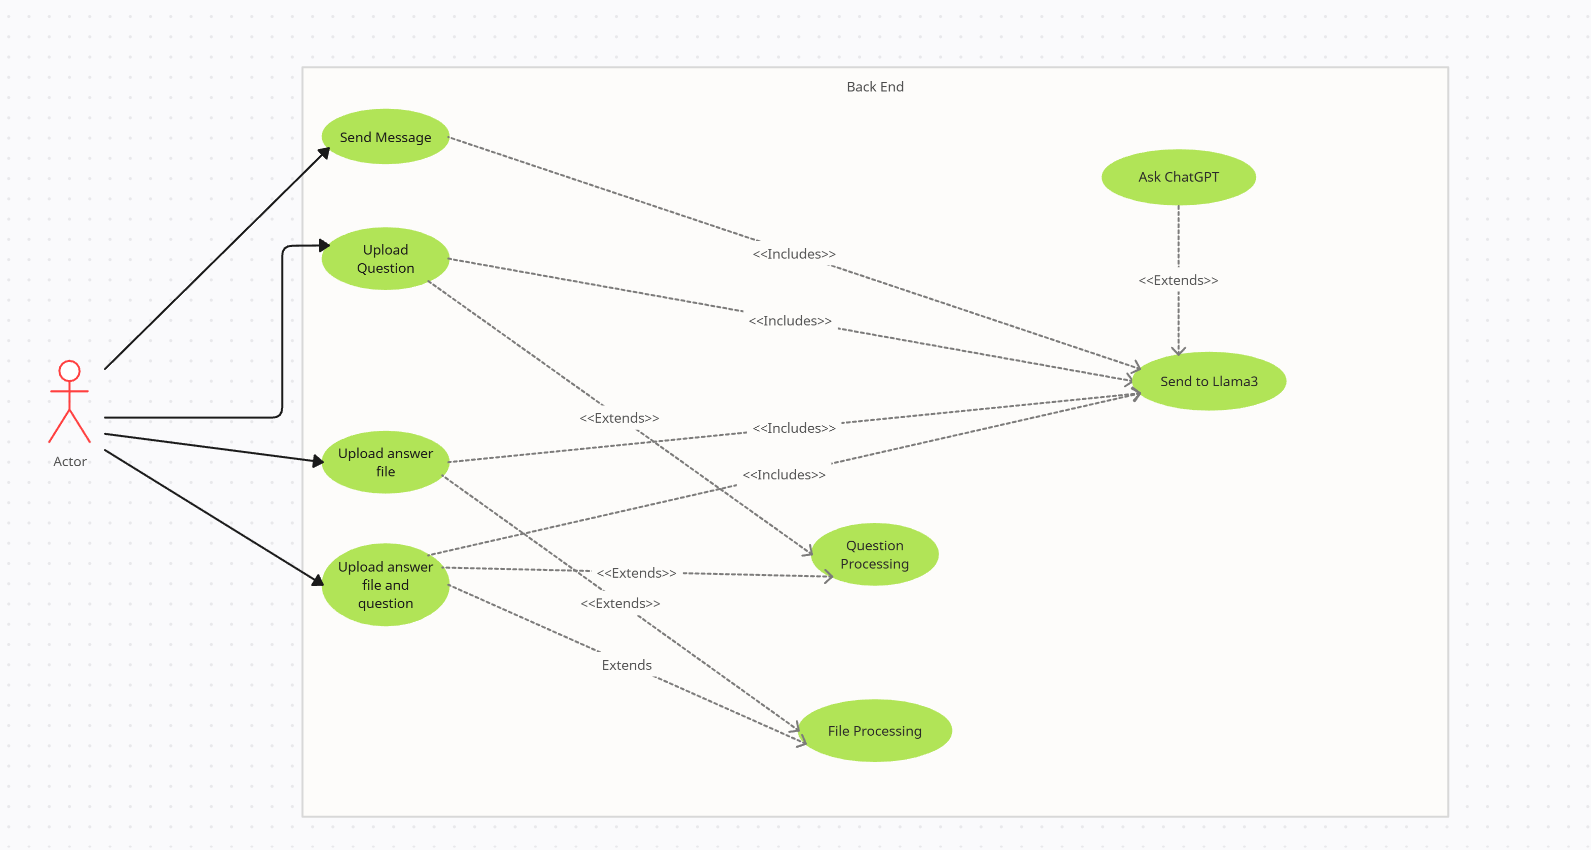 Back End
Send Message
Ask ChatGPT
Upload
Question
<<Includes>>
<<Extends>>
<<Includes>>
Send to Llama3
<<Extends>>
<<Includes>>
Actor
Upload answer
file
<<Includes>>
Question
Processing
Upload answer
file and
question
<<Extends>>
<<Extends>>
Extends
File Processing